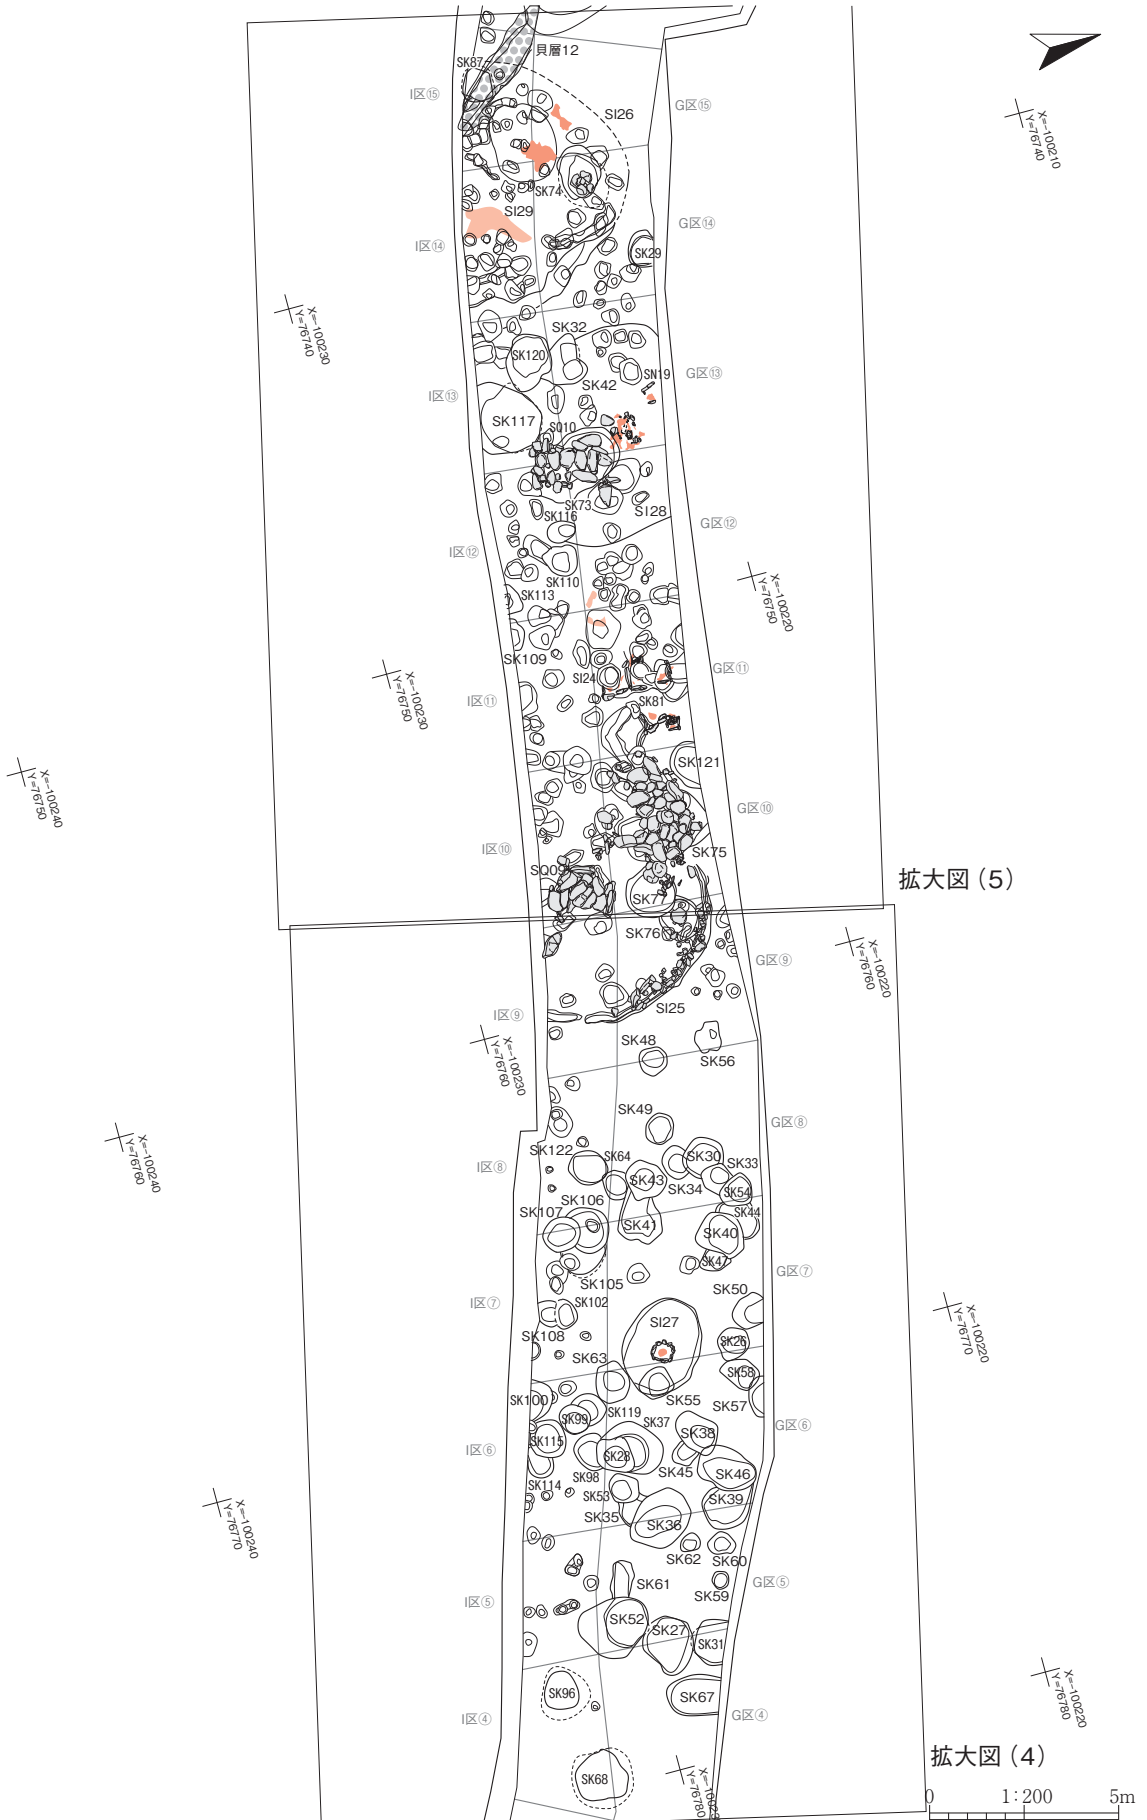 貝層12
SK87
I区⑮
SI26
G区⑮
X=-100210
Y=76740
SK74
SI29
I区⑭
G区⑭
SK29
X=-100230
Y=76740
SK32
SK120
SN19
G区⑬
SK42
I区⑬
SK117
SQ10
SK73
SI28
SK116
G区⑫
I区⑫
SK110
SK113
X=-100220
Y=76750
SK109
SI24
G区⑪
X=-100230
Y=76750
I区⑪
SK81
SK121
X=-100240
Y=76750
G区⑩
I区⑩
SK75
SQ09
拡大図（5）
SK77
SK76
X=-100220
Y=76760
G区⑨
SI25
I区⑨
SK48
SK56
X=-100230
Y=76760
SK49
G区⑧
X=-100240
Y=76760
SK122
SK64
SK30
SK33
I区⑧
SK43
SK34
SK54
SK106
SK107
SK41
SK44
SK40
SK47
G区⑦
SK105
SK50
I区⑦
SK102
SI27
X=-100220
Y=76770
SK108
SK26
SK63
SK58
SK100
SK55
SK57
SK119
SK99
SK37
SK38
G区⑥
SK115
I区⑥
SK28
SK45
SK46
SK98
SK114
SK53
SK39
X=-100240
Y=76770
SK35
SK36
SK62
SK60
SK61
SK59
G区⑤
I区⑤
SK52
SK27
SK31
X=-100220
Y=76780
SK96
SK67
I区④
G区④
拡大図（4）
SK68
Y=76780
0 1:200 5m